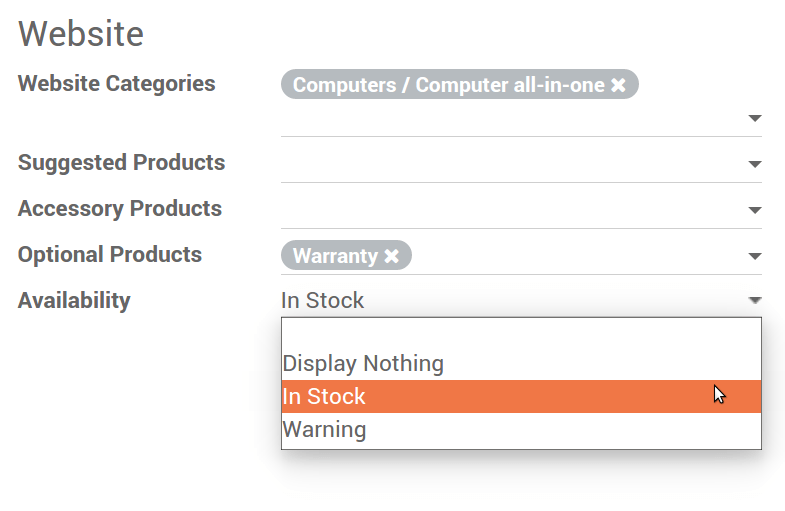 Website
Website Categories Computers / Computer all-in-one ✖
Suggested Products
Accessory Products
Optional Products Warranty ✖
Availability In Stock
Display Nothing
In Stock
Warning